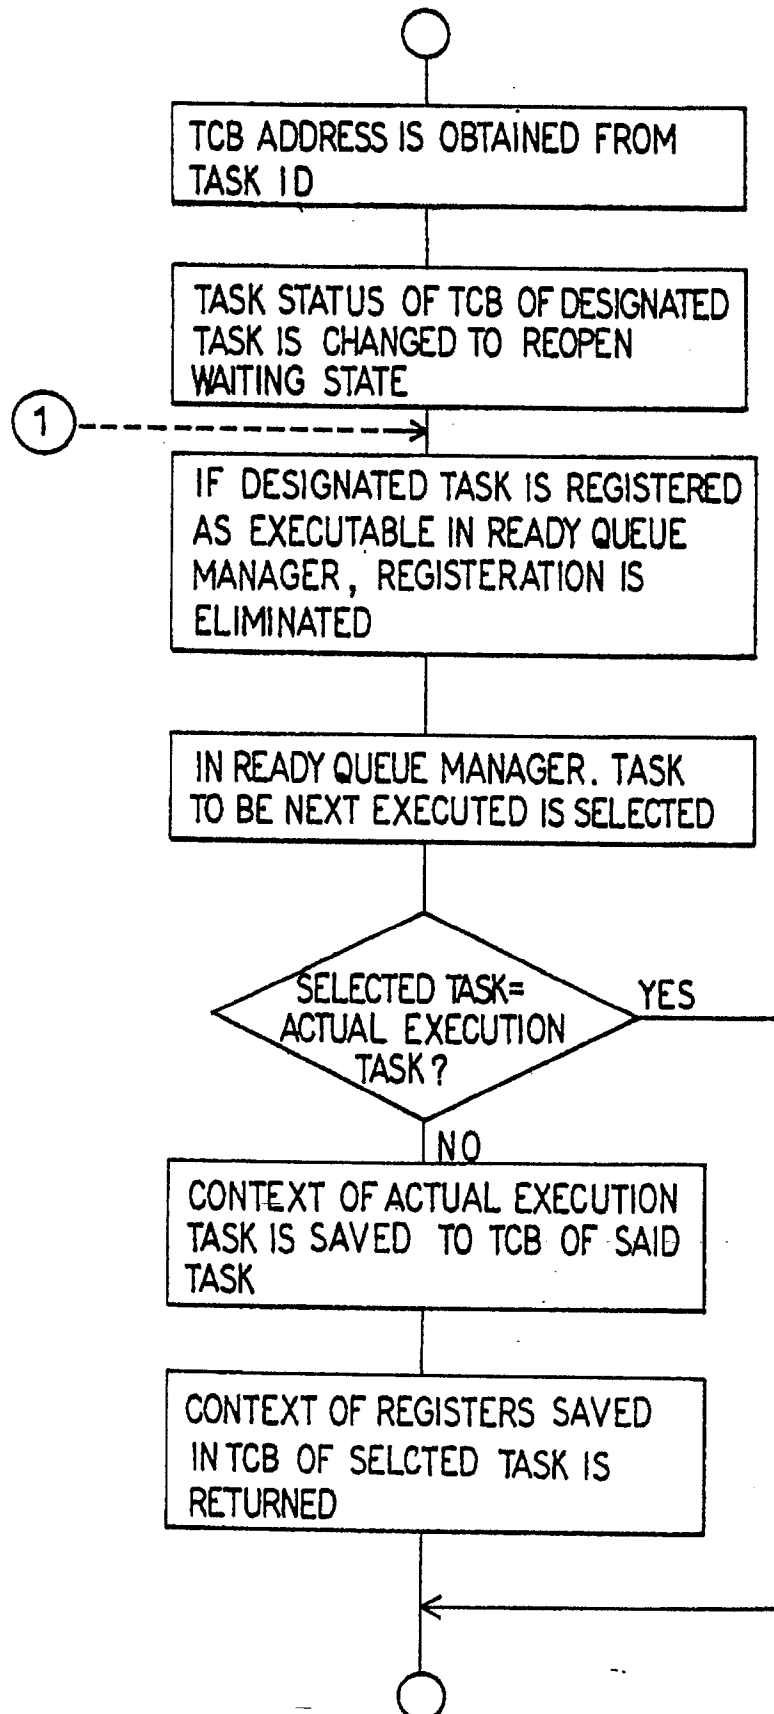 TCB ADDRESS IS OBTAINED FROM
TASK ID
TASK STATUS OF TCB OF DESIGNATED
TASK IS CHANGED TO REOPEN
WAITING STATE
1
IF DESIGNATED TASK IS REGISTERED
AS EXECUTABLE IN READY QUEUE
MANAGER, REGISTERATION IS
ELIMINATED
IN READY QUEUE MANAGER. TASK
TO BE NEXT EXECUTED IS SELECTED
SELECTED TASK=
ACTUAL EXECUTION
TASK?
YES
NO
CONTEXT OF ACTUAL EXECUTION
TASK IS SAVED TO TCB OF SAID
TASK
CONTEXT OF REGISTERS SAVED
IN TCB OF SELCTED TASK IS
RETURNED